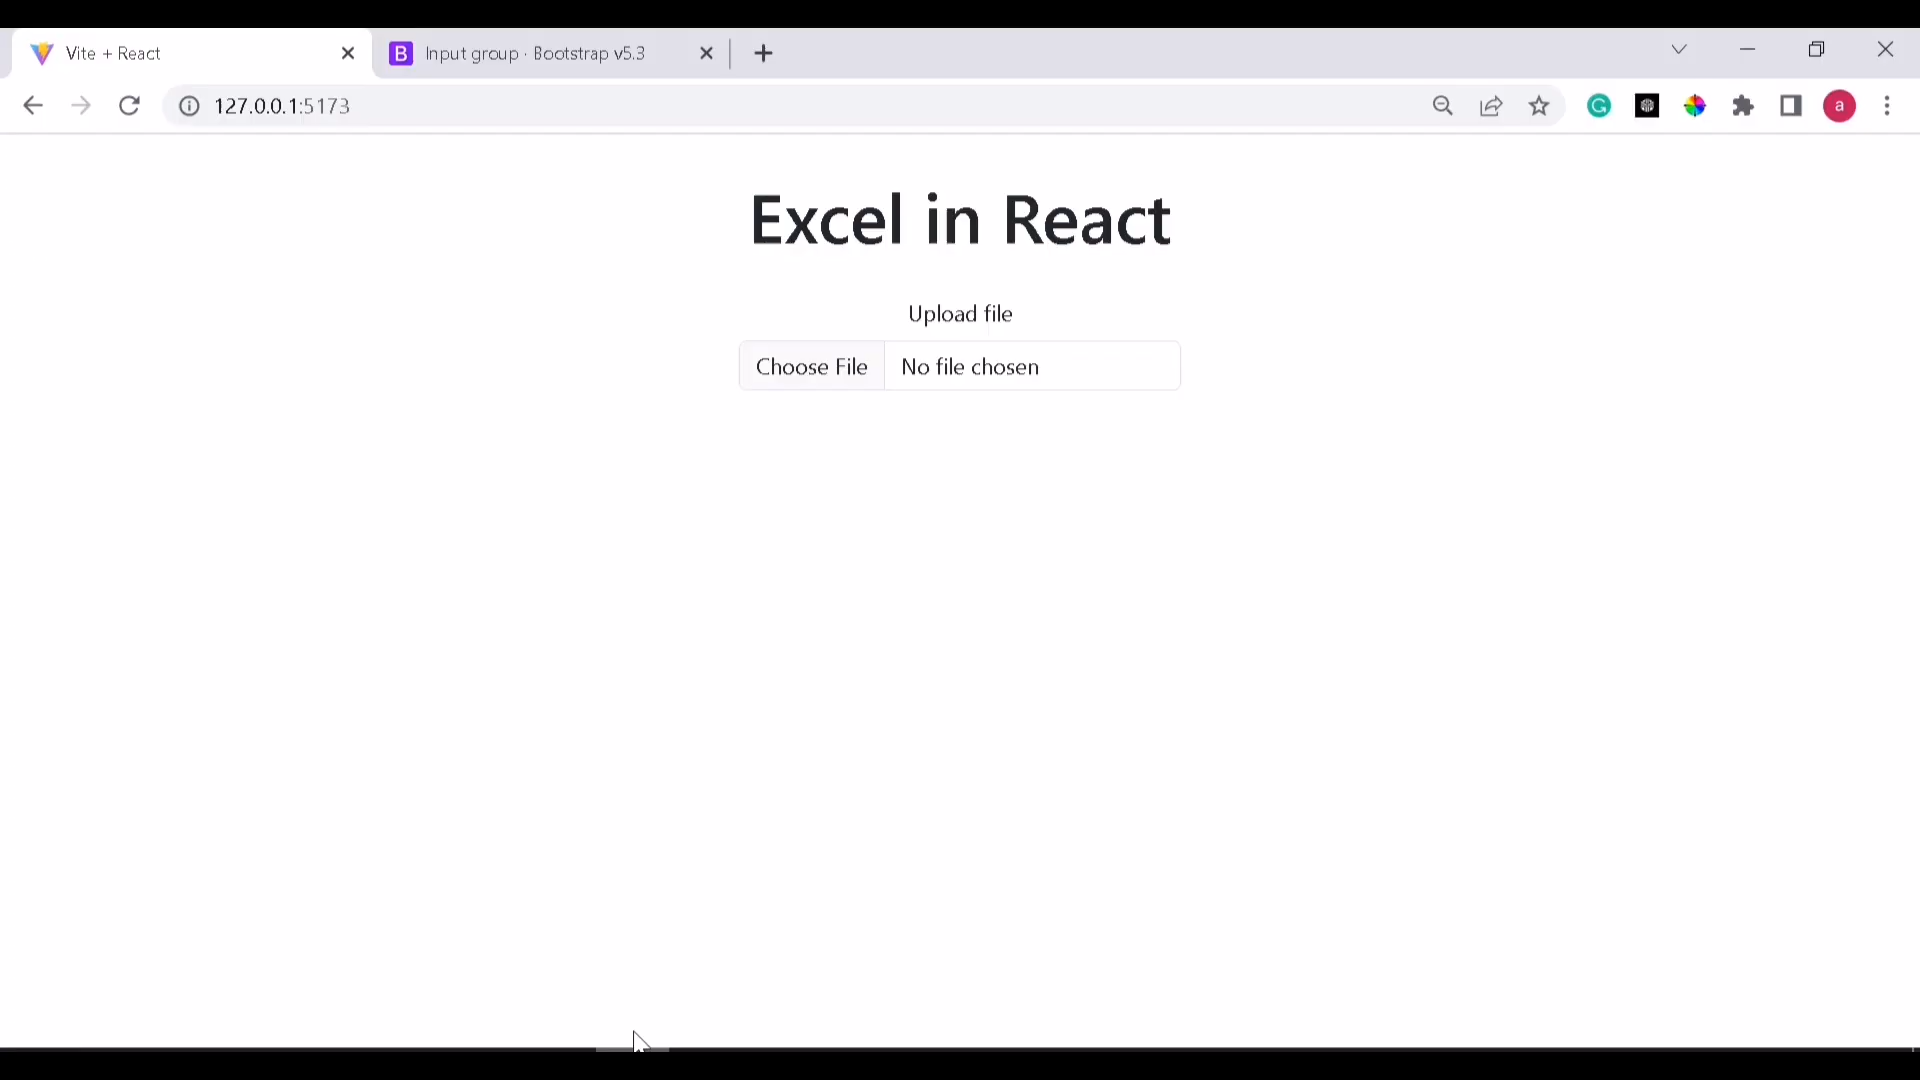 Vite + React
B Input group · Bootstrap v5.3
127.0.0.1:5173
G
a
Excel in React
Upload file
Choose File No file chosen